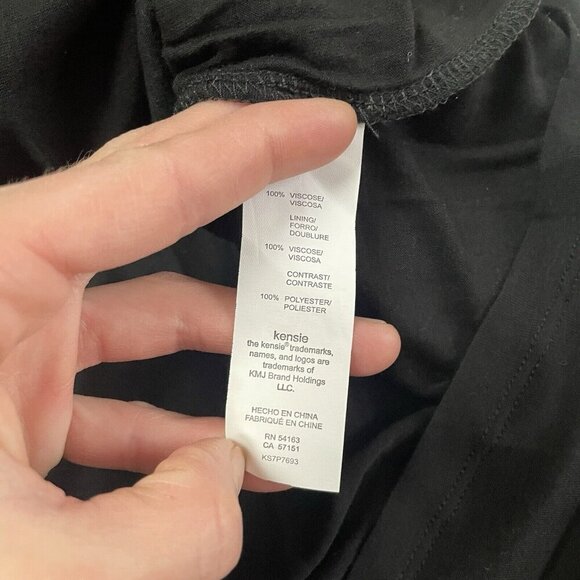 100% VISCOSE/
VISCOSA
LINING/
FORRO/
DOUBLURE
100% VISCOSE/
VISCOSA
CONTRAST/
CONTRASTE
100% POLYESTER/
POLIESTER
kensie
the kensie® trademarks,
names, and logos are
trademarks of
KMJ Brand Holdings
LLC.
HECHO EN CHINA
FABRIQUÉ EN CHINE
RN 54163
CA 57151
KS7P7693